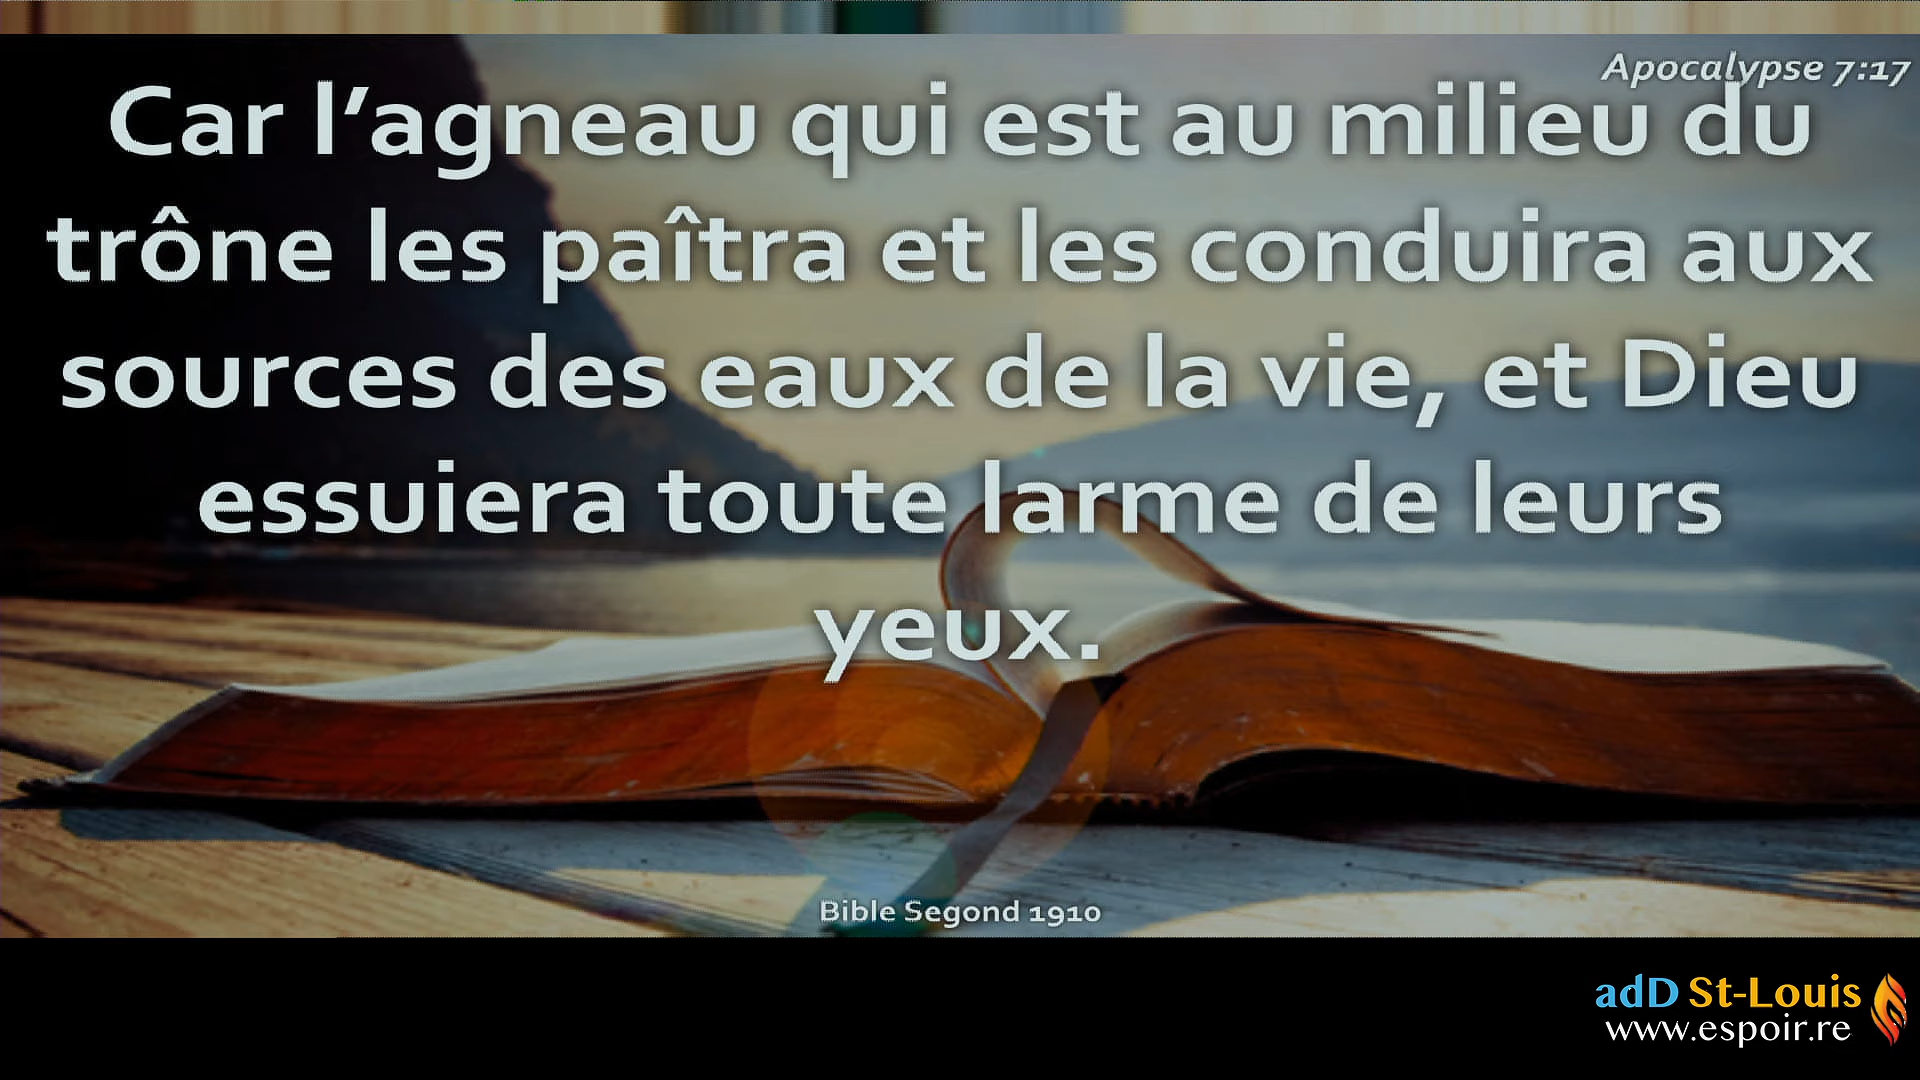 Apocalypse 7:17
Car l’agneau qui est au milieu du
trône les paîtra et les conduira aux
sources des eaux de la vie, et Dieu
essuiera toute larme de leurs
yeux.
Bible Segond 1910
adD St-Louis
www.espoir.re